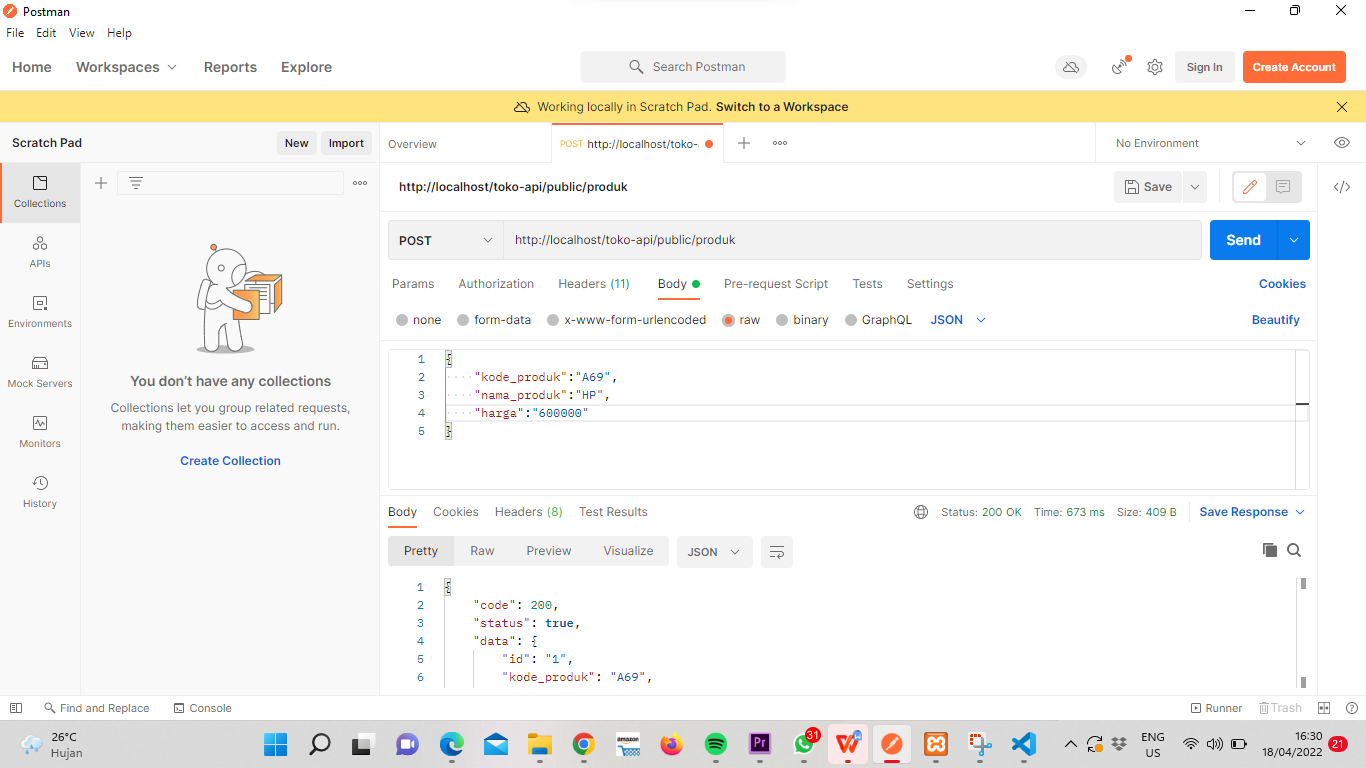 Postman
File Edit View Help
Home Workspaces Reports Explore
Search Postman
Sign In
Create Account
Working locally in Scratch Pad. Switch to a Workspace
Scratch Pad
New
Import
Overview
POST http://localhost/toko-
No Environment
Collections
APIs
Environments
Mock Servers
Monitors
History
You don't have any collections
Collections let you group related requests,
making them easier to access and run.
Create Collection
http://localhost/toko-api/public/produk
Save
POST
http://localhost/toko-api/public/produk
Send
Params Authorization Headers (11) Body Pre-request Script Tests Settings
Cookies
none form-data x-www-form-urlencoded raw binary GraphQL JSON
Beautify
1 {
2 "kode_produk":"A69",
3 "nama_produk":"HP",
4 "harga":"600000"
5 }
Body Cookies Headers (8) Test Results
Status: 200 OK Time: 673 ms Size: 409 B
Save Response
Pretty Raw Preview Visualize JSON
1 {
2 "code": 200,
3 "status": true,
4 "data": {
5 "id": "1",
6 "kode_produk": "A69",
Find and Replace
Console
Runner
Trash
26°C
Hujan
amazon
Pr
31
W
ENG
US
16:30
18/04/2022
21